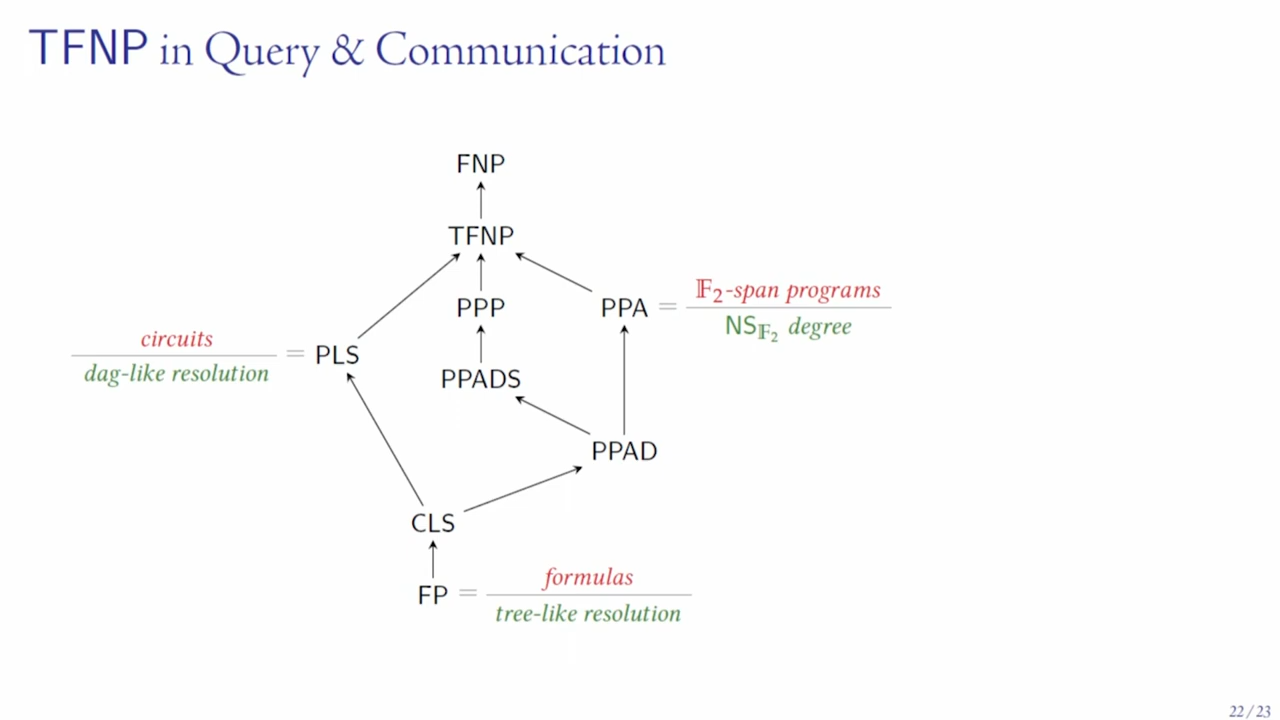 TFNP in Query & Communication
FNP
TFNP
PPP
PPA = 𝔽₂-span programs
NS𝔽₂ degree
circuits
dag-like resolution
= PLS
PPADS
PPAD
CLS
FP = formulas
tree-like resolution
22 / 23